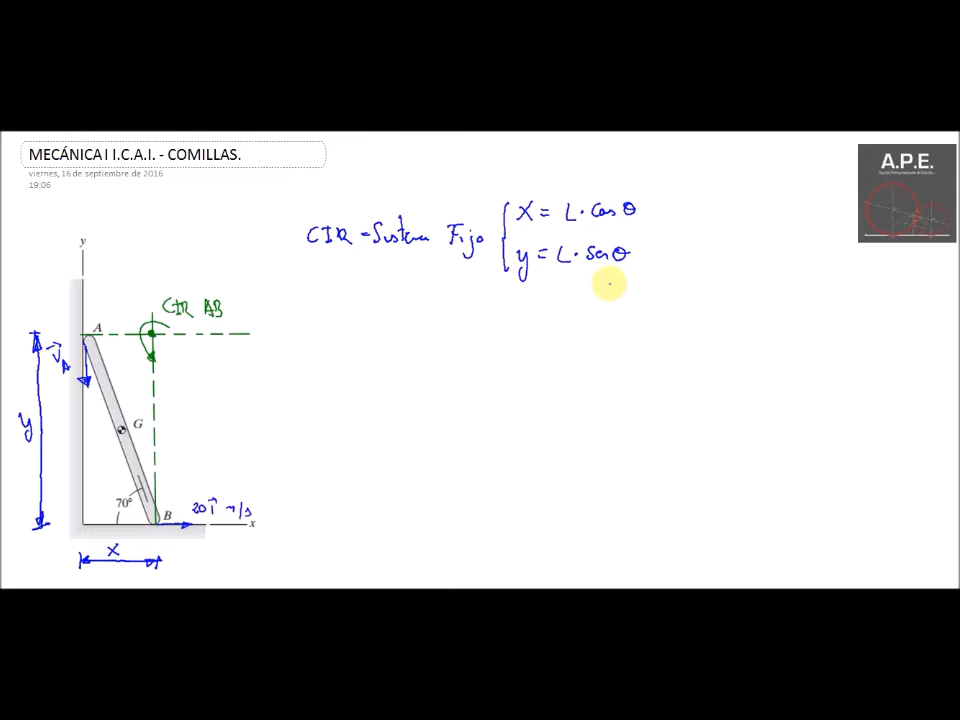 MECÁNICA I I.C.A.I. - COMILLAS.
viernes, 16 de septiembre de 2016
19:06
A.P.E.
CIR = Sistema Fijo
x = L · cos θ
y = L · sen θ
y
CIR AB
A
V_A
y
G
70°
B
20 i m/s
x
x